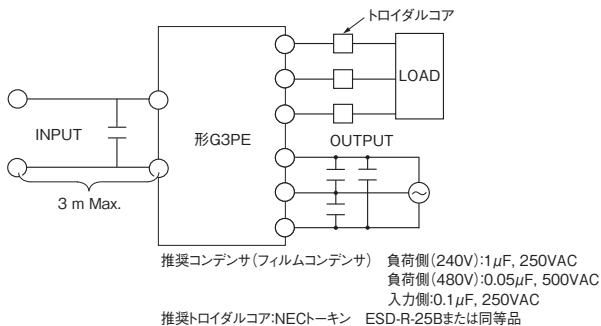 トロイダルコア
LOAD
INPUT
形G3PE
OUTPUT
3 m Max.
推奨コンデンサ(フィルムコンデンサ) 負荷側(240V):1μF, 250VAC
負荷側(480V):0.05μF, 500VAC
入力側:0.1μF, 250VAC
推奨トロイダルコア:NECトーキン ESD-R-25Bまたは同等品